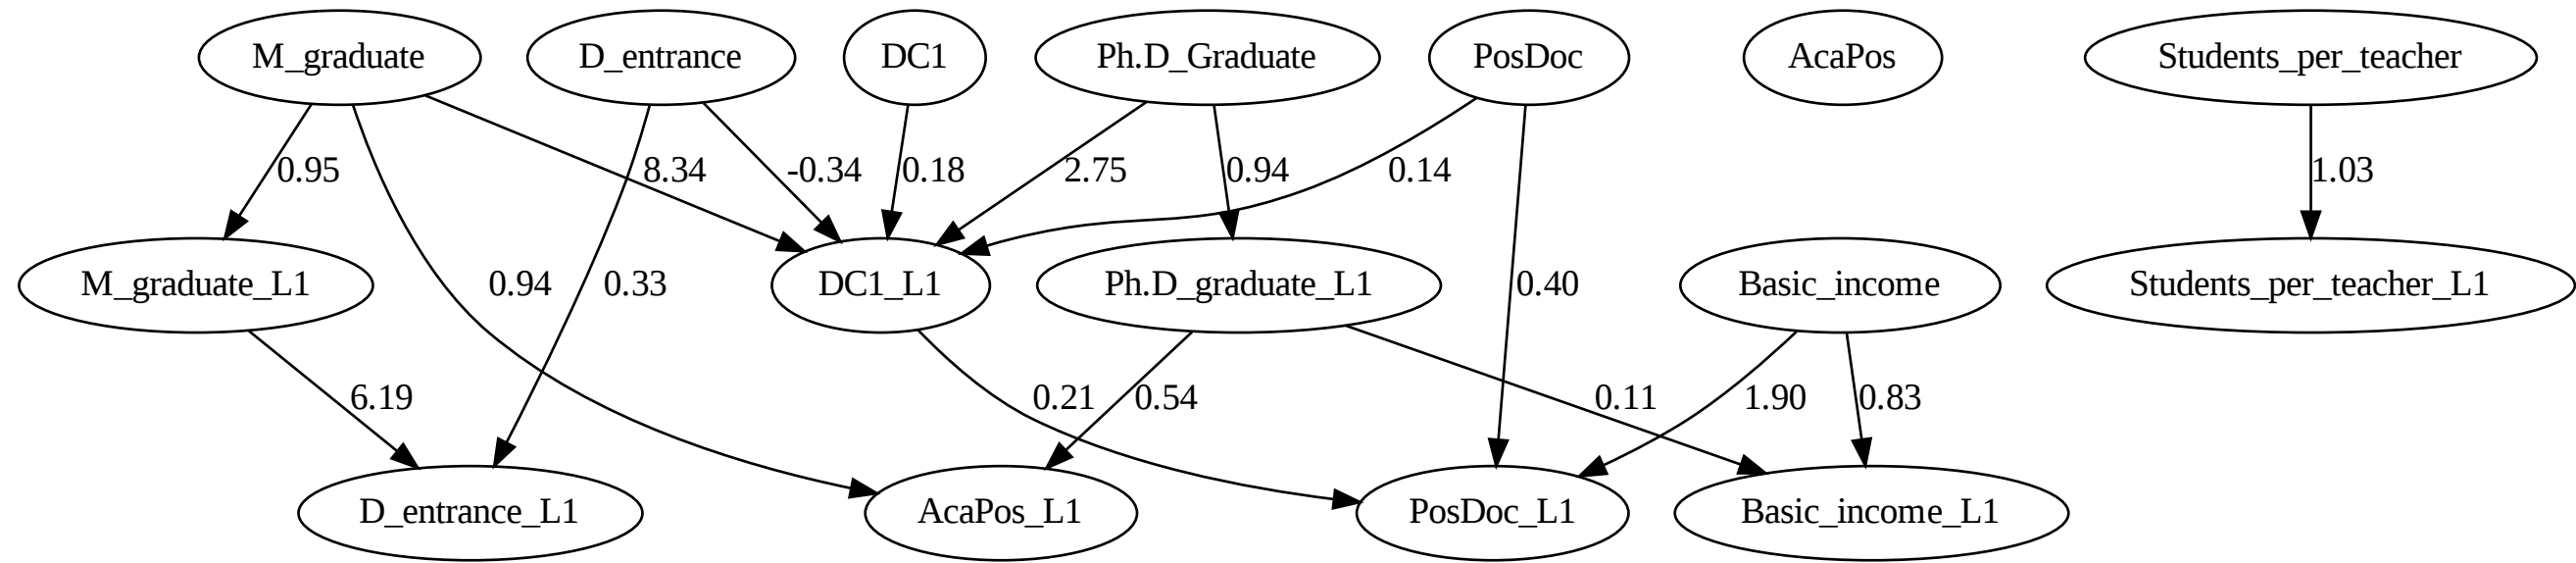 M_graduate
D_entrance
DC1
Ph.D_Graduate
PosDoc
AcaPos
Students_per_teacher
0.95
8.34
-0.34
0.18
2.75
0.94
0.14
1.03
M_graduate_L1
0.94
0.33
DC1_L1
Ph.D_graduate_L1
0.40
Basic_income
Students_per_teacher_L1
6.19
0.21
0.54
0.11
1.90
0.83
D_entrance_L1
AcaPos_L1
PosDoc_L1
Basic_income_L1